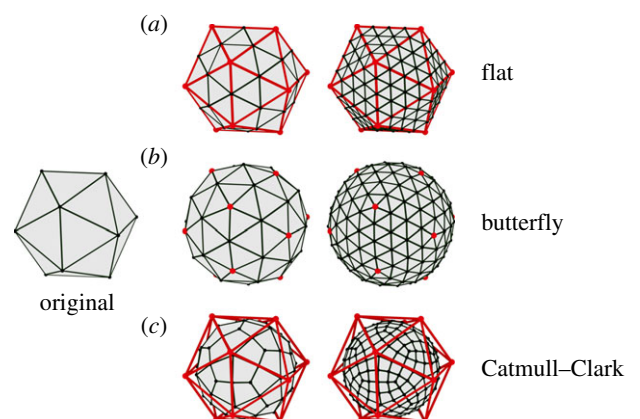 (a)
flat
(b)
butterfly
original
(c)
Catmull–Clark